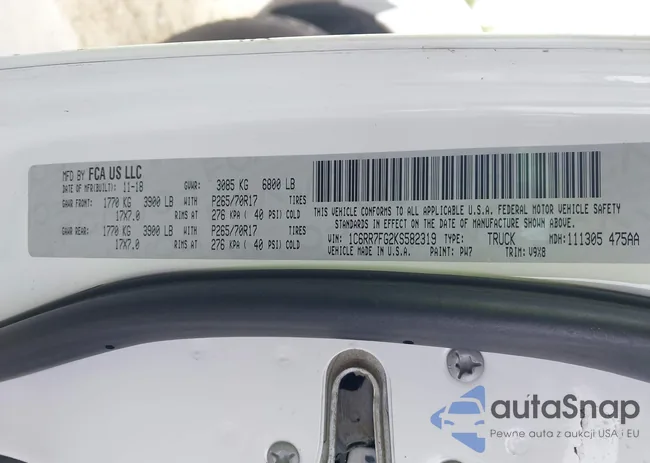 MFD BY FCA US LLC
DATE OF MFR(BUILT): 11-18 GVWR: 3085 KG 6800 LB
GAWR FRONT: 1770 KG 3900 LB WITH P265/70R17 TIRES
17X7.0 RIMS AT 276 KPA ( 40 PSI) COLD
GAWR REAR: 1770 KG 3900 LB WITH P265/70R17 TIRES
17X7.0 RIMS AT 276 KPA ( 40 PSI) COLD
THIS VEHICLE CONFORMS TO ALL APPLICABLE U.S.A. FEDERAL MOTOR VEHICLE SAFETY
STANDARDS IN EFFECT ON THE DATE OF MANUFACTURE SHOWN ABOVE.
VIN: 1C6RR7FG2KS582319 TYPE: TRUCK MDH: 111305 475AA
VEHICLE MADE IN U.S.A. PAINT: PW7 TRIM: V9X8
autaSnap
Pewne auta z aukcji USA i EU